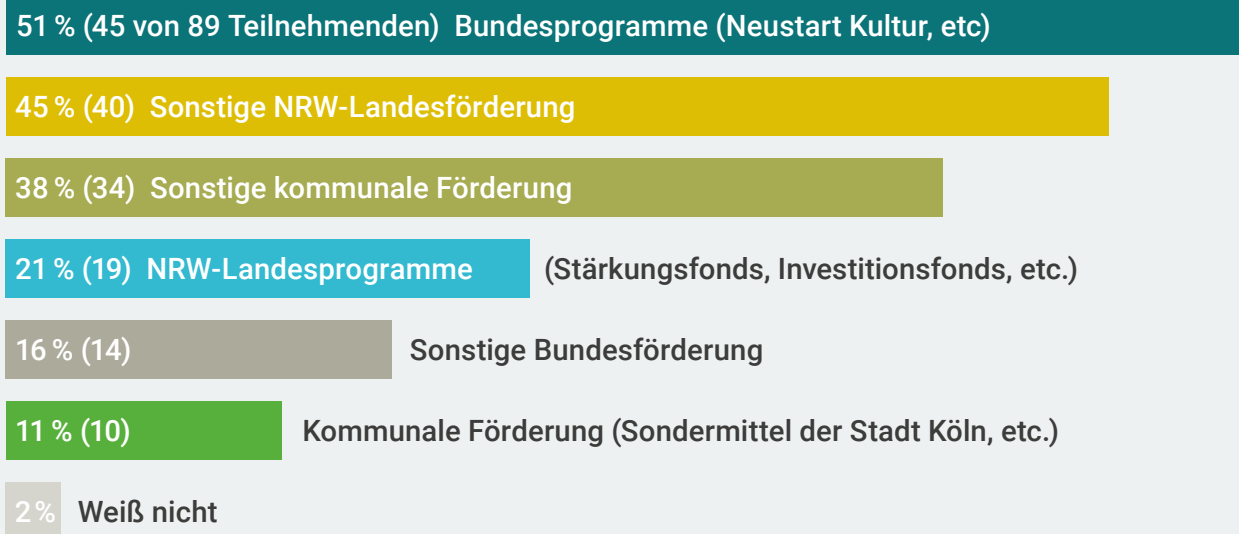 51 % (45 von 89 Teilnehmenden) Bundesprogramme (Neustart Kultur, etc)
45 % (40) Sonstige NRW-Landesförderung
38 % (34) Sonstige kommunale Förderung
21 % (19) NRW-Landesprogramme (Stärkungsfonds, Investitionsfonds, etc.)
16 % (14) Sonstige Bundesförderung
11 % (10) Kommunale Förderung (Sondermittel der Stadt Köln, etc.)
2 % Weiß nicht